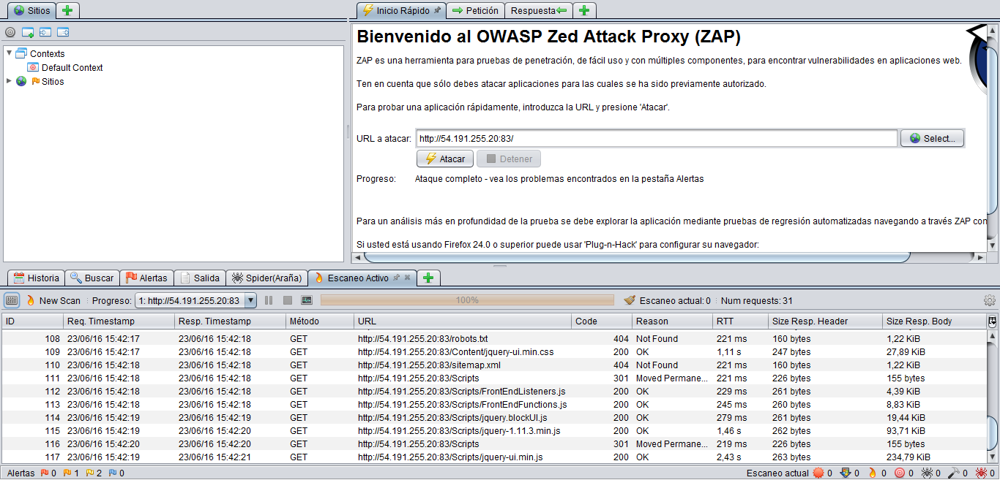 Sitios
Inicio Rápido Petición Respuesta
Bienvenido al OWASP Zed Attack Proxy (ZAP)
ZAP es una herramienta para pruebas de penetración, de fácil uso y con múltiples componentes, para encontrar vulnerabilidades en aplicaciones web.
Ten en cuenta que sólo debes atacar aplicaciones para las cuales se ha sido previamente autorizado.
Para probar una aplicación rápidamente, introduzca la URL y presione 'Atacar'.
URL a atacar: http://54.191.255.20:83/ Select...
Atacar Detener
Progreso: Ataque completo - vea los problemas encontrados en la pestaña Alertas
Para un análisis más en profundidad de la prueba se debe explorar la aplicación mediante pruebas de regresión automatizadas navegando a través ZAP con
Si usted está usando Firefox 24.0 o superior puede usar 'Plug-n-Hack' para configurar su navegador:
Contexts
Default Context
Sitios
Historia Buscar Alertas Salida Spider(Araña) Escaneo Activo
New Scan Progreso: 1: http://54.191.255.20:83 100% Escaneo actual: 0 Num requests: 31
ID Req. Timestamp Resp. Timestamp Método URL Code Reason RTT Size Resp. Header Size Resp. Body
108 23/06/16 15:42:17 23/06/16 15:42:18 GET http://54.191.255.20:83/robots.txt 404 Not Found 221 ms 160 bytes 1,22 KiB
109 23/06/16 15:42:17 23/06/16 15:42:18 GET http://54.191.255.20:83/Content/jquery-ui.min.css 200 OK 1,11 s 247 bytes 27,89 KiB
110 23/06/16 15:42:18 23/06/16 15:42:18 GET http://54.191.255.20:83/sitemap.xml 404 Not Found 221 ms 160 bytes 1,22 KiB
111 23/06/16 15:42:18 23/06/16 15:42:18 GET http://54.191.255.20:83/Scripts 301 Moved Permane... 221 ms 226 bytes 155 bytes
112 23/06/16 15:42:18 23/06/16 15:42:18 GET http://54.191.255.20:83/Scripts/FrontEndListeners.js 200 OK 229 ms 261 bytes 4,39 KiB
113 23/06/16 15:42:18 23/06/16 15:42:18 GET http://54.191.255.20:83/Scripts/FrontEndFunctions.js 200 OK 245 ms 260 bytes 8,83 KiB
114 23/06/16 15:42:19 23/06/16 15:42:19 GET http://54.191.255.20:83/Scripts/jquery.blockUI.js 200 OK 279 ms 261 bytes 19,44 KiB
115 23/06/16 15:42:19 23/06/16 15:42:20 GET http://54.191.255.20:83/Scripts/jquery-1.11.3.min.js 200 OK 1,46 s 262 bytes 93,71 KiB
116 23/06/16 15:42:20 23/06/16 15:42:20 GET http://54.191.255.20:83/Scripts 301 Moved Permane... 219 ms 226 bytes 155 bytes
117 23/06/16 15:42:19 23/06/16 15:42:21 GET http://54.191.255.20:83/Scripts/jquery-ui.min.js 200 OK 2,43 s 263 bytes 234,79 KiB
Alertas 0 1 2 0 Escaneo actual 0 0 0 0 0 0 0